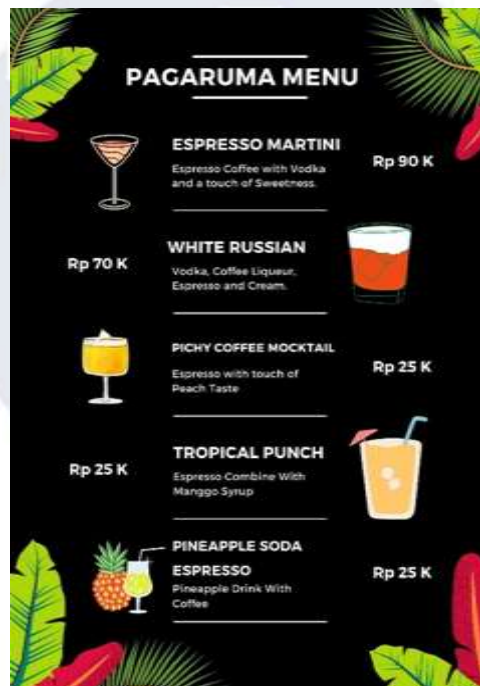 PAGARUMA MENU
ESPRESSO MARTINI
Espresso Coffee with Vodka
and a touch of Sweetness.
Rp 90 K
WHITE RUSSIAN
Rp 70 K
Vodka, Coffee Liqueur,
Espresso and Cream.
PICHY COFFEE MOCKTAIL
Espresso with touch of
Peach Taste
Rp 25 K
TROPICAL PUNCH
Rp 25 K
Espresso Combine With
Manggo Syrup
PINEAPPLE SODA
ESPRESSO
Pineapple Drink With
Coffee
Rp 25 K